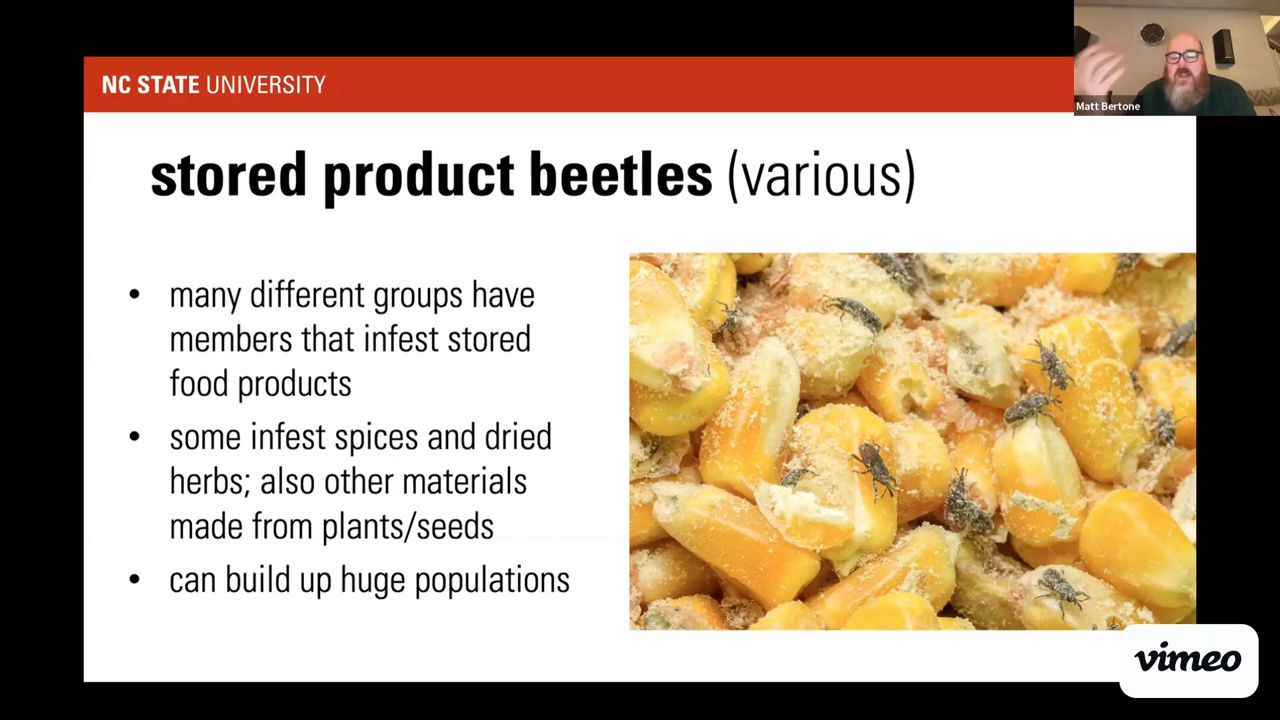 NC STATE UNIVERSITY
Matt Bertone
stored product beetles (various)
• many different groups have
members that infest stored
food products
• some infest spices and dried
herbs; also other materials
made from plants/seeds
• can build up huge populations
vimeo